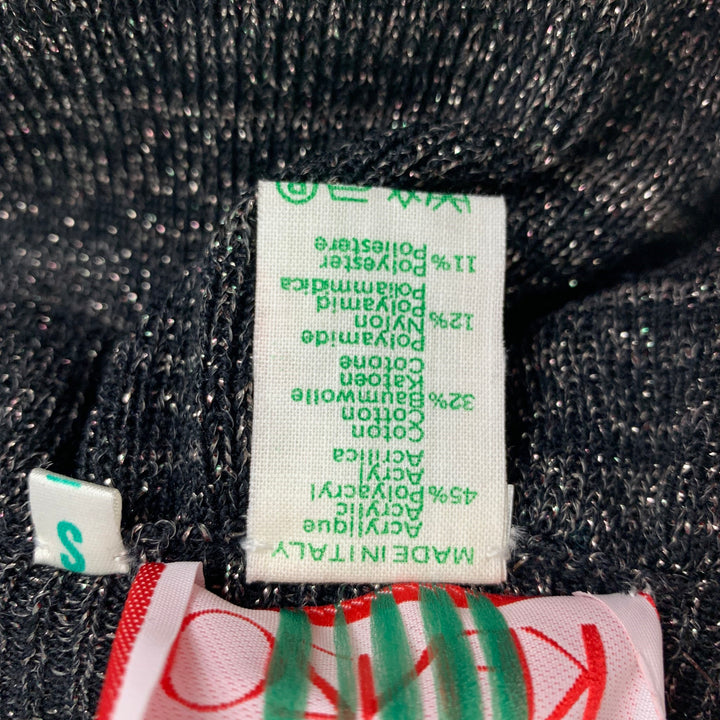 MADE IN ITALY
Acrylique
Acrylic
45% Polyacryl
Acryl
Acrilica
Coton
Cotton
32% Baumwolle
Katoen
Cotone
Polyamide
12% Nylon
Polyamid
Poliammidica
11% Polyester
Poliestere
S